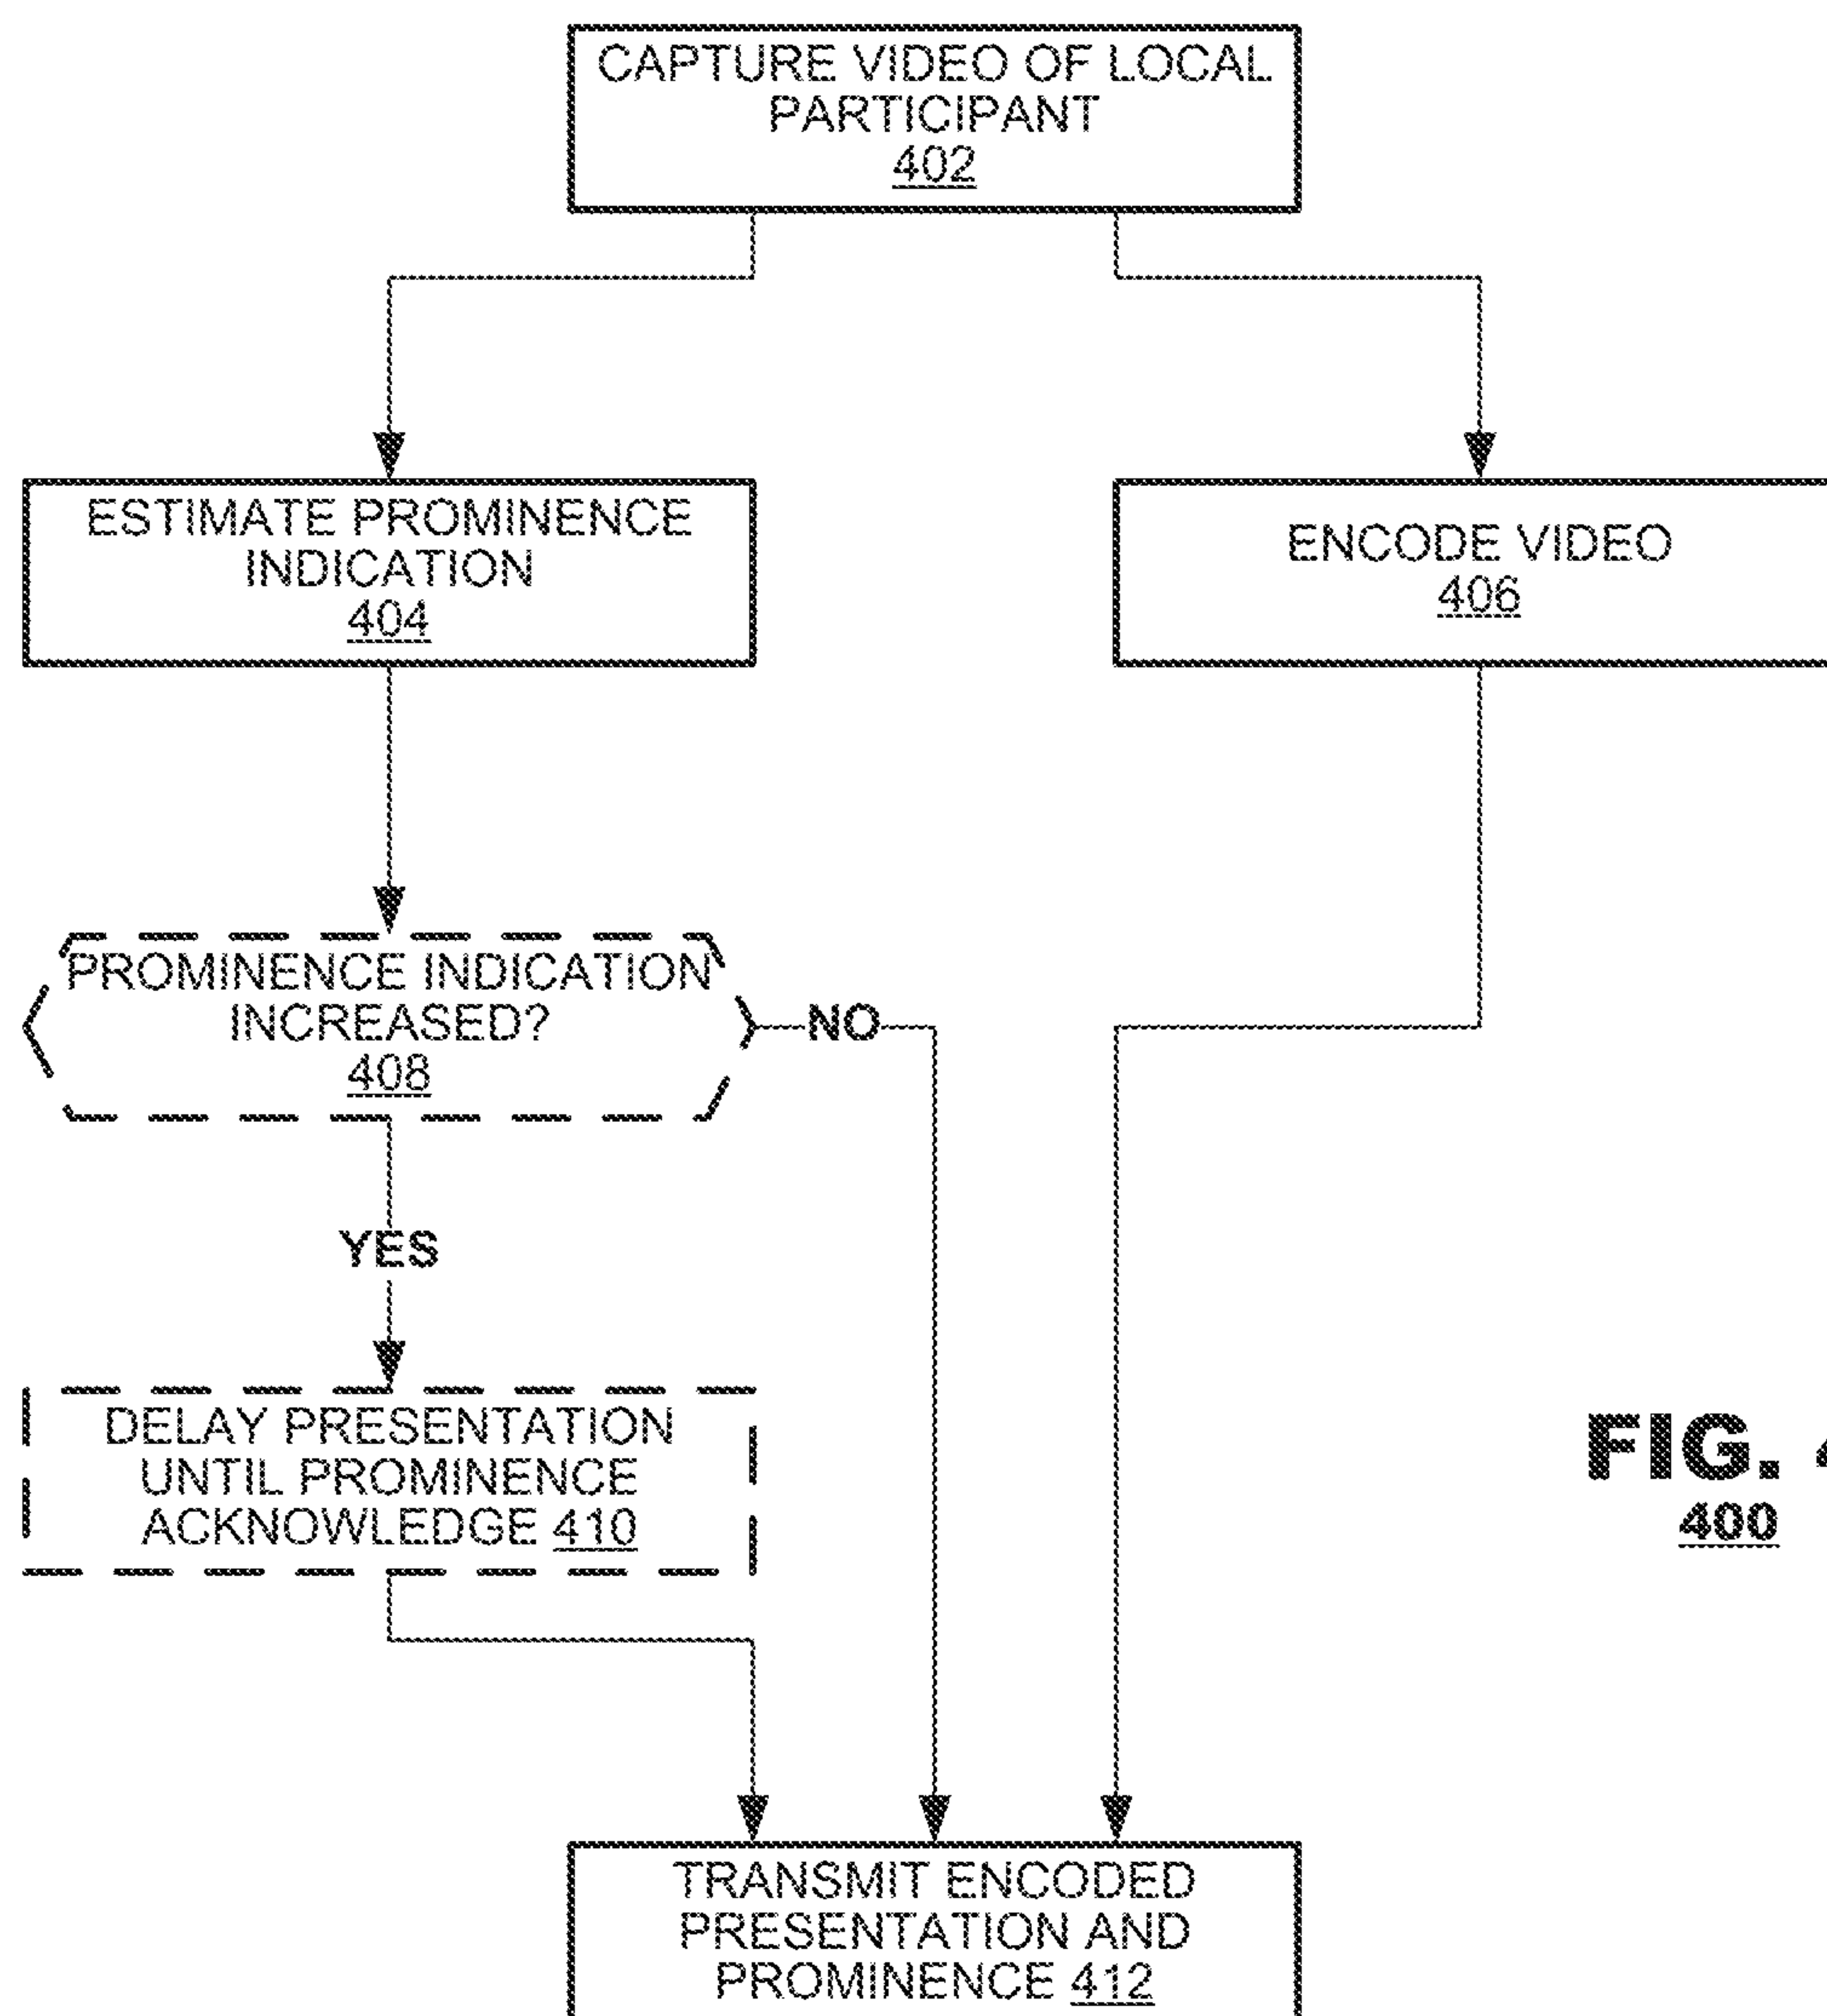 CAPTURE VIDEO OF LOCAL
PARTICIPANT
402
ESTIMATE PROMINENCE
INDICATION
404
ENCODE VIDEO
406
PROMINENCE INDICATION
INCREASED?
408
NO
YES
DELAY PRESENTATION
UNTIL PROMINENCE
ACKNOWLEDGE 410
FIG. 4
400
TRANSMIT ENCODED
PRESENTATION AND
PROMINENCE 412